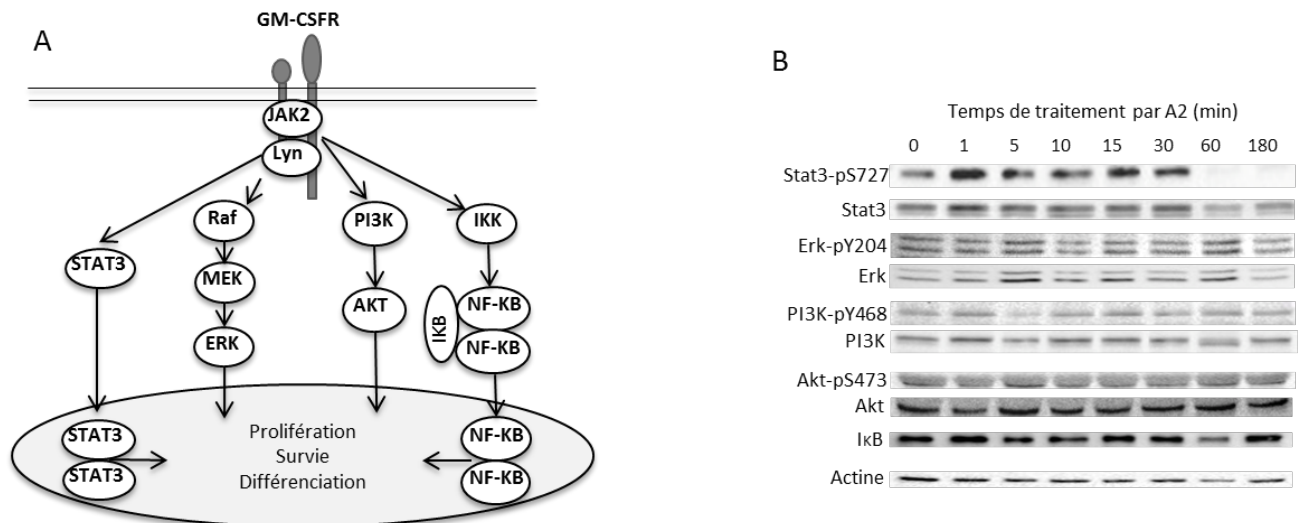 A
GM-CSFR
JAK2
Lyn
Raf
PI3K
IKK
STAT3
MEK
AKT
IKB
NF-KB
NF-KB
ERK
STAT3
STAT3
Prolifération
Survie
Différenciation
NF-KB
NF-KB
B
Temps de traitement par A2 (min)
0 1 5 10 15 30 60 180
Stat3-pS727
Stat3
Erk-pY204
Erk
PI3K-pY468
PI3K
Akt-pS473
Akt
IκB
Actine